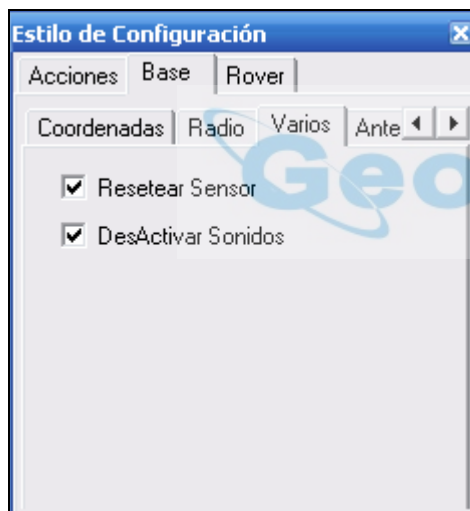 Estilo de Configuración
Acciones Base Rover
Coordenadas Radio Varios Ante
Geo
Resetear Sensor
DesActivar Sonidos